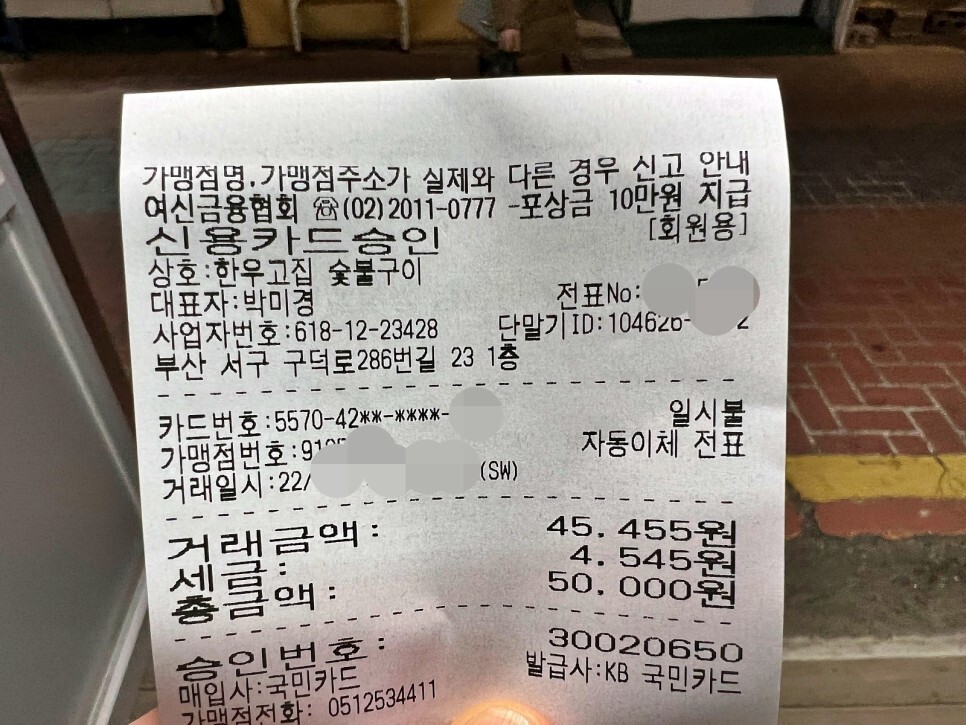 가맹점명.가맹점주소가 실제와 다른 경우 신고 안내
여신금융협회 ☏(02)2011-0777 -포상금 10만원 지급
신용카드승인 [회원용]
상호:한우고집 숯불구이
대표자:박미경 전표No:
사업자번호:618-12-23428 단말기ID:104626- 2
부산 서구 구덕로286번길 23 1층
카드번호:5570-42**-****- 일시불
가맹점번호:91 자동이체 전표
거래일시:22/ (SW)
거래금액: 45.455원
세금: 4.545원
총금액: 50.000원
승인번호: 30020650
매입사:국민카드 발급사:KB 국민카드
가맹점전화: 0512534411